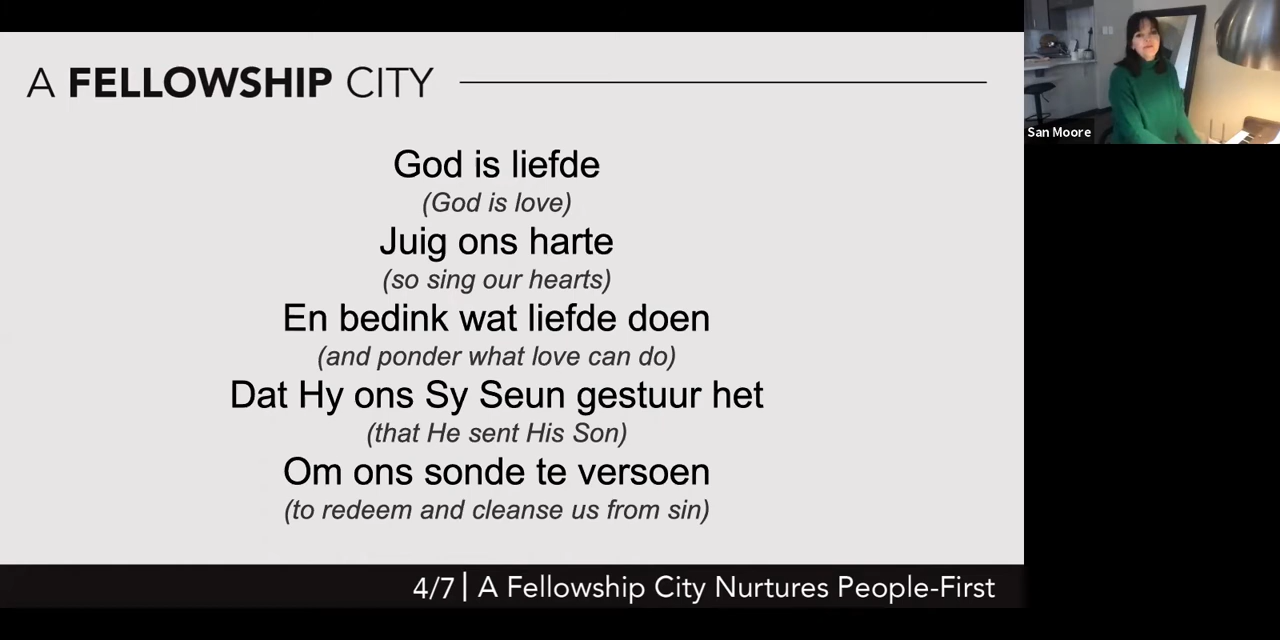 A FELLOWSHIP CITY
God is liefde
(God is love)
Juig ons harte
(so sing our hearts)
En bedink wat liefde doen
(and ponder what love can do)
Dat Hy ons Sy Seun gestuur het
(that He sent His Son)
Om ons sonde te versoen
(to redeem and cleanse us from sin)
4/7 | A Fellowship City Nurtures People-First
San Moore